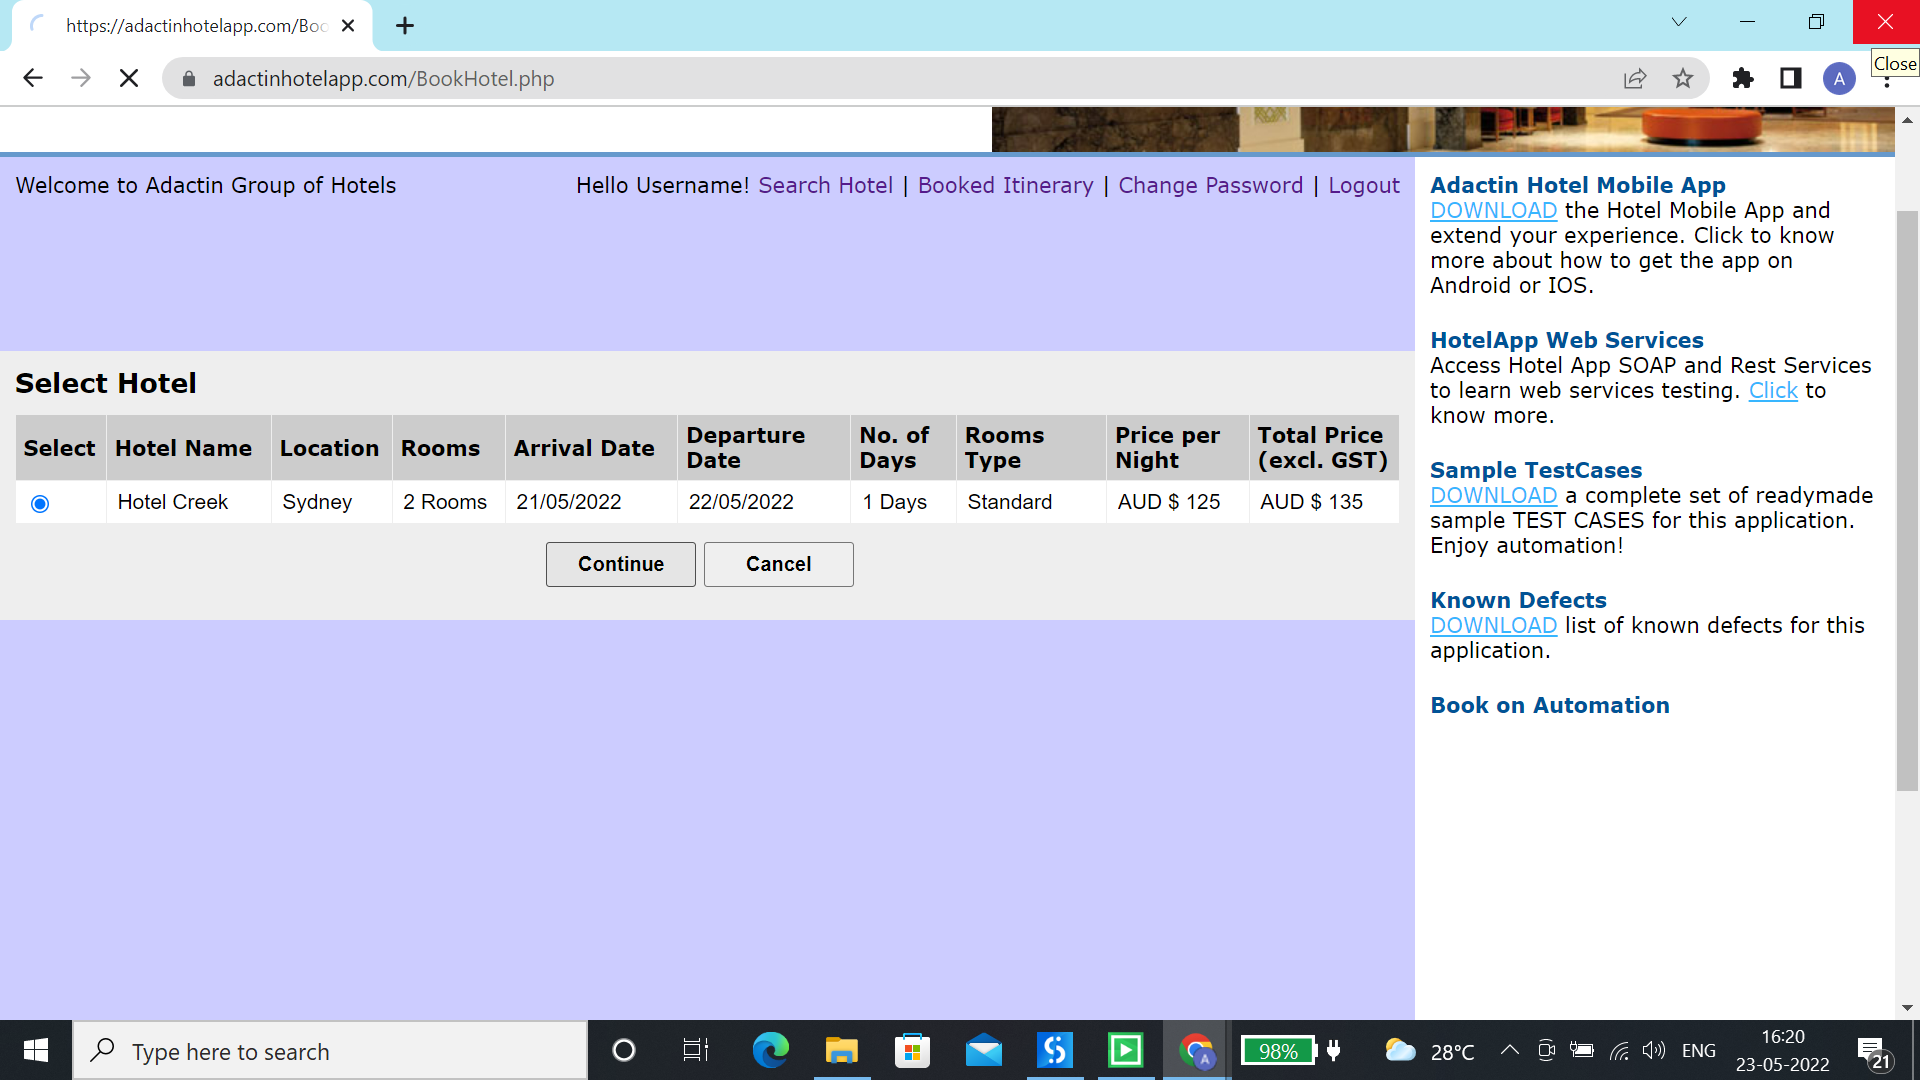 https://adactinhotelapp.com/Boo
Close
adactinhotelapp.com/BookHotel.php
A
Welcome to Adactin Group of Hotels
Hello Username! Search Hotel | Booked Itinerary | Change Password | Logout
Adactin Hotel Mobile App
DOWNLOAD the Hotel Mobile App and
extend your experience. Click to know
more about how to get the app on
Android or IOS.
HotelApp Web Services
Access Hotel App SOAP and Rest Services
to learn web services testing. Click to
know more.
Sample TestCases
DOWNLOAD a complete set of readymade
sample TEST CASES for this application.
Enjoy automation!
Known Defects
DOWNLOAD list of known defects for this
application.
Book on Automation
Select Hotel
Select Hotel Name Location Rooms Arrival Date Departure Date No. of Days Rooms Type Price per Night Total Price (excl. GST)
Hotel Creek Sydney 2 Rooms 21/05/2022 22/05/2022 1 Days Standard AUD $ 125 AUD $ 135
Continue Cancel
Type here to search
A
98%
28°C
ENG
16:20
23-05-2022
21